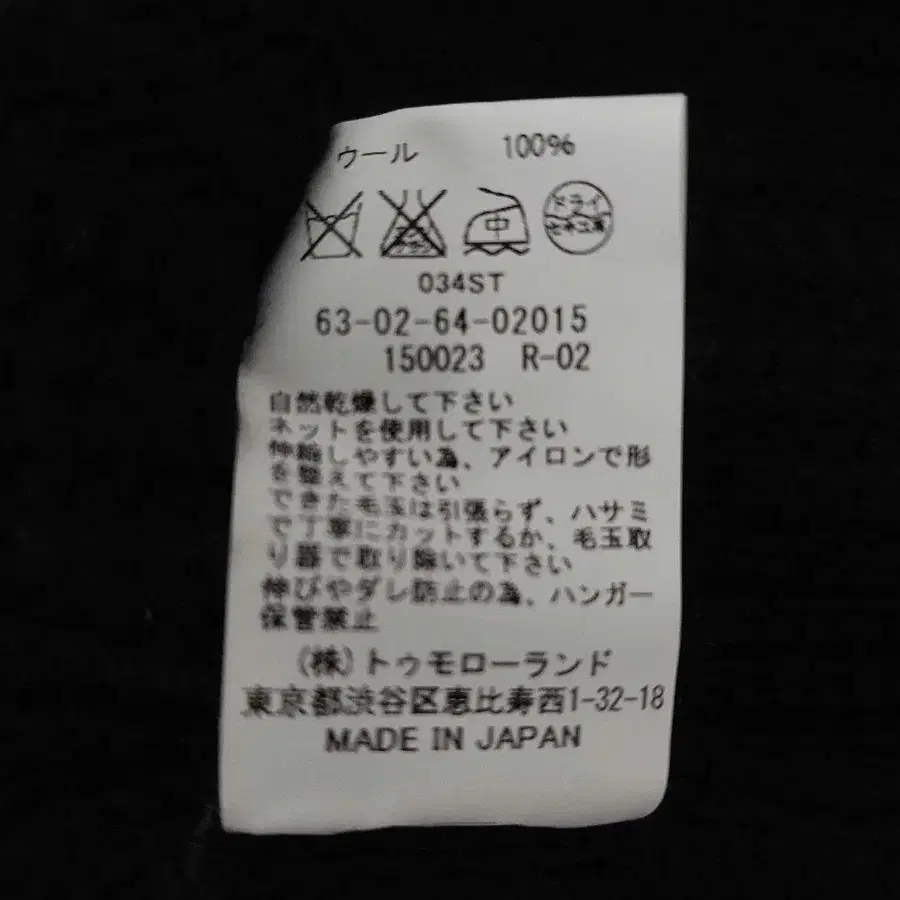 ウール 100%
中 ドライ
034ST
63-02-64-02015
150023 R-02
自然乾燥して下さい
ネットを使用して下さい
伸縮しやすい為、アイロンで形
を整えて下さい
できた毛玉は引張らず、ハサミ
で丁寧にカットするか、毛玉取
り器で取り除いて下さい
伸びやダレ防止の為、ハンガー
保管禁止
(株)トゥモローランド
東京都渋谷区恵比寿西1-32-18
MADE IN JAPAN